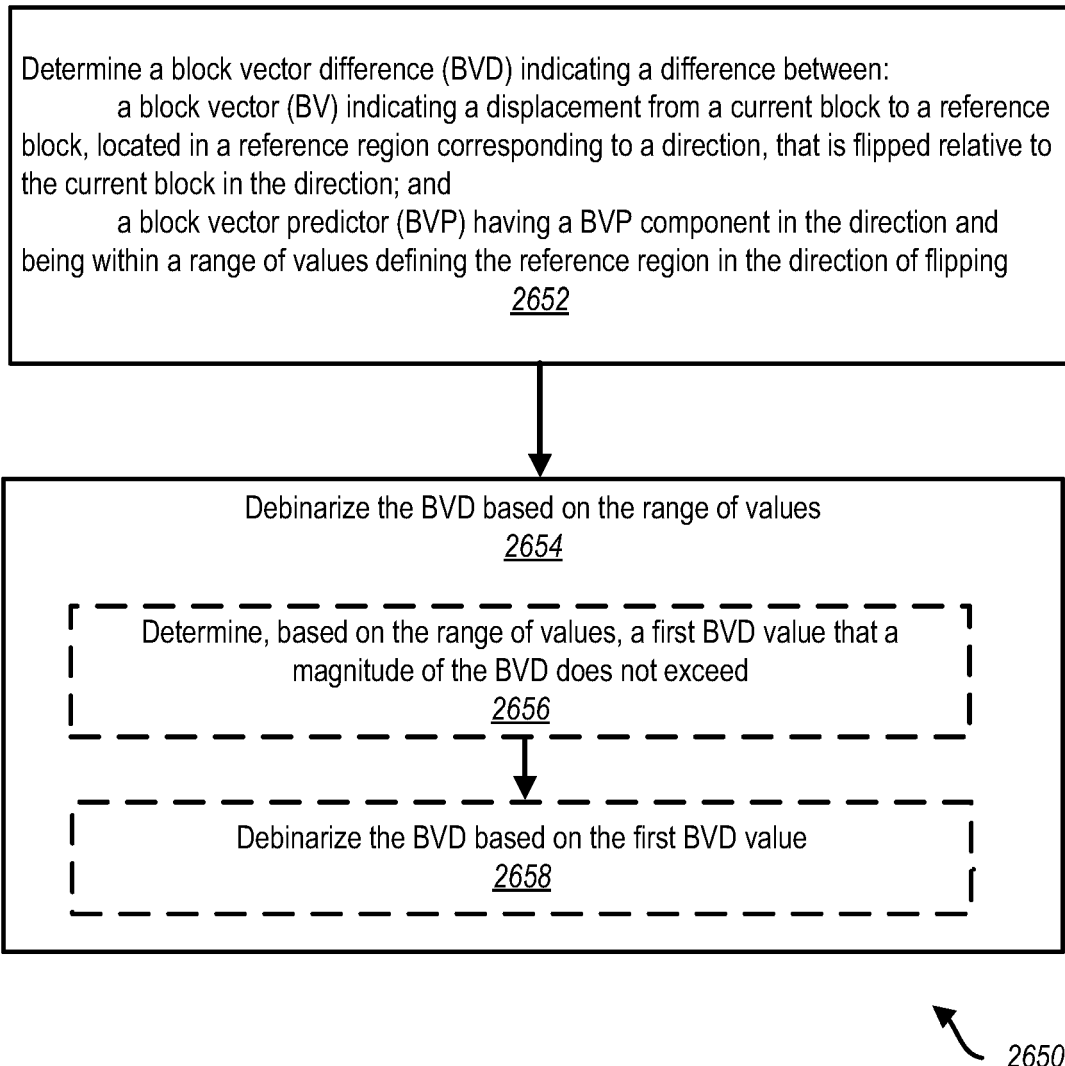 Determine a block vector difference (BVD) indicating a difference between:
a block vector (BV) indicating a displacement from a current block to a reference
block, located in a reference region corresponding to a direction, that is flipped relative to
the current block in the direction; and
a block vector predictor (BVP) having a BVP component in the direction and
being within a range of values defining the reference region in the direction of flipping
2652
Debinarize the BVD based on the range of values
2654
Determine, based on the range of values, a first BVD value that a
magnitude of the BVD does not exceed
2656
Debinarize the BVD based on the first BVD value
2658
2650